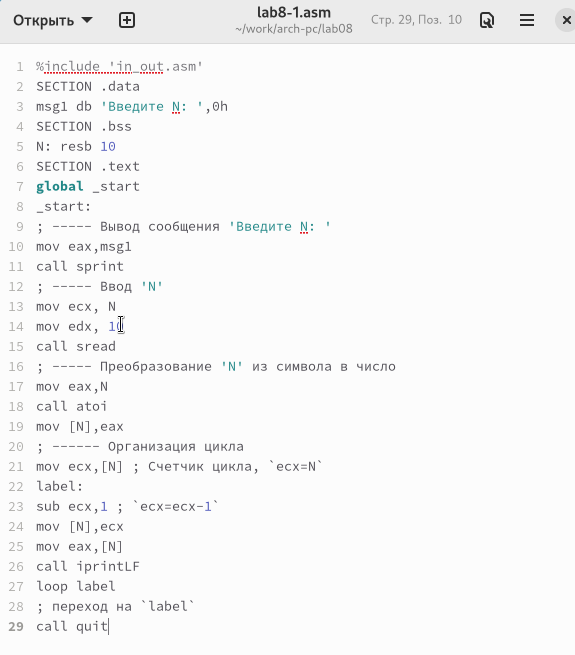 Открыть
lab8-1.asm
~/work/arch-pc/lab08
Стр. 29, Поз. 10
1 %include 'in_out.asm'
2 SECTION .data
3 msg1 db 'Введите N: ',0h
4 SECTION .bss
5 N: resb 10
6 SECTION .text
7 global _start
8 _start:
9 ; ----- Вывод сообщения 'Введите N: '
10 mov eax,msg1
11 call sprint
12 ; ----- Ввод 'N'
13 mov ecx, N
14 mov edx, 10
15 call sread
16 ; ----- Преобразование 'N' из символа в число
17 mov eax,N
18 call atoi
19 mov [N],eax
20 ; ------ Организация цикла
21 mov ecx,[N] ; Счетчик цикла, `ecx=N`
22 label:
23 sub ecx,1 ; `ecx=ecx-1`
24 mov [N],ecx
25 mov eax,[N]
26 call iprintLF
27 loop label
28 ; переход на `label`
29 call quit